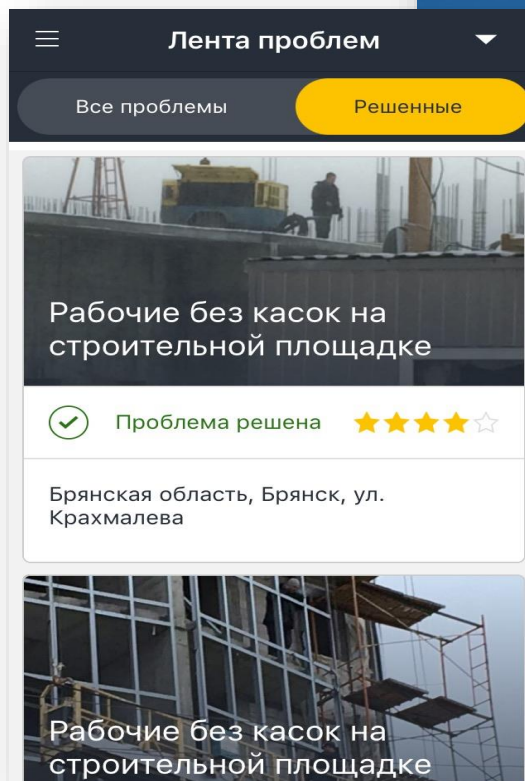 Лента проблем
Все проблемы
Решенные
Рабочие без касок на
строительной площадке
Проблема решена
Брянская область, Брянск, ул.
Крахмалева
Рабочие без касок на
строительной площадке